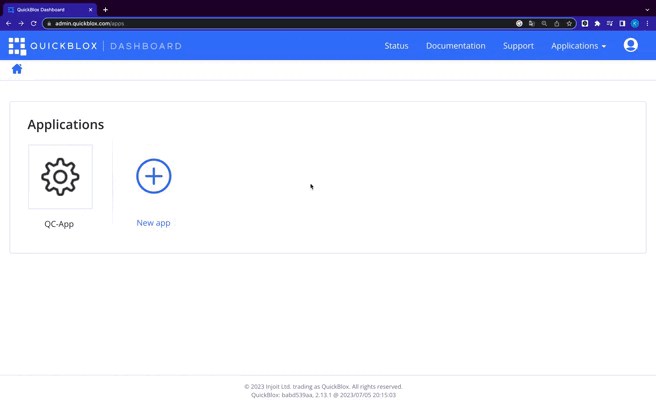 QuickBlox Dashboard
admin.quickblox.com/apps
QUICKBLOX | DASHBOARD
Status
Documentation
Support
Applications
Applications
QC-App
New app
© 2023 Injoit Ltd. trading as QuickBlox. All rights reserved.
QuickBlox: babd539aa, 2.13.1 @ 2023/07/05 20:15:03